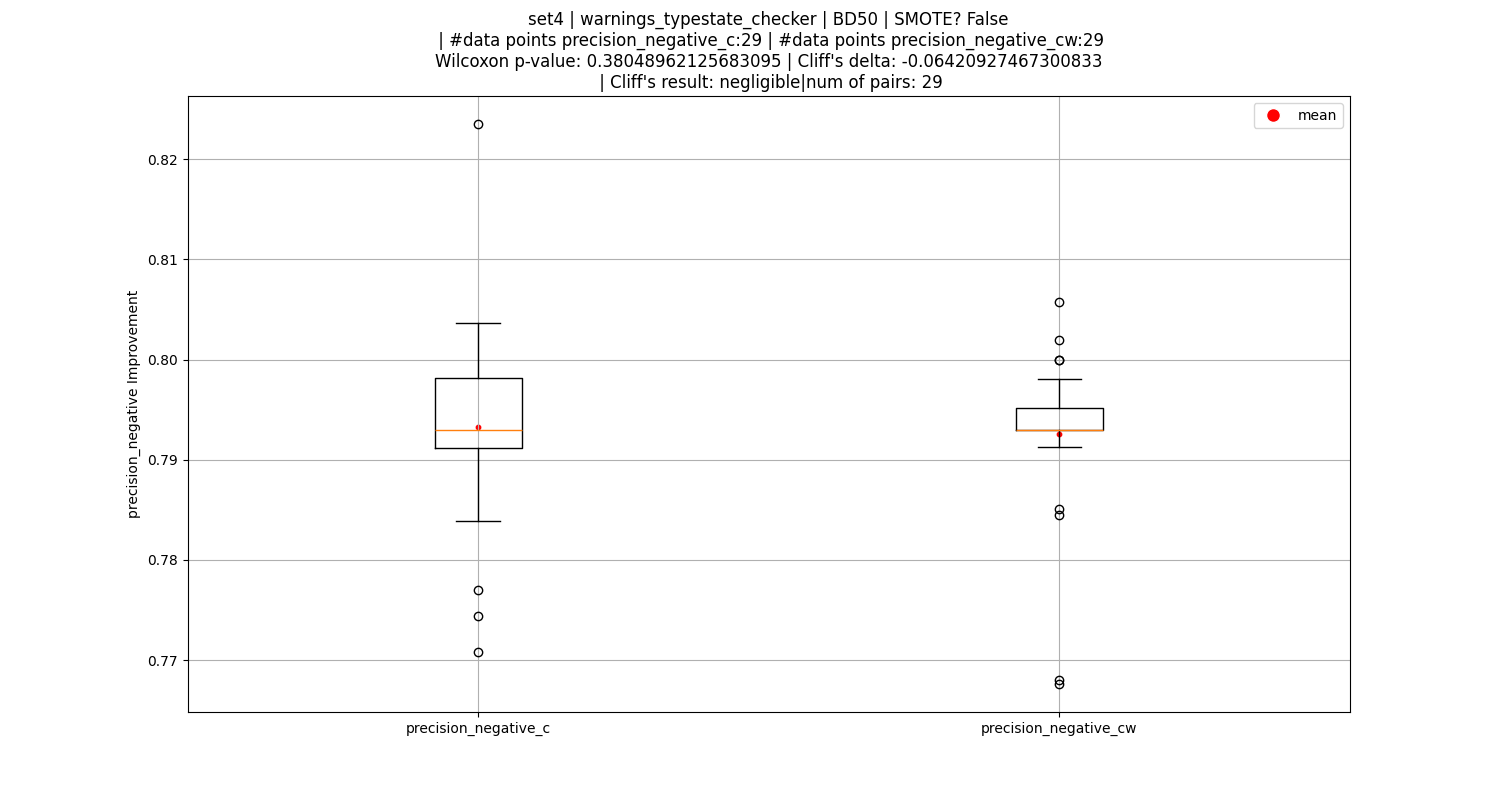 set4 | warnings_typestate_checker | BD50 | SMOTE? False
| #data points precision_negative_c:29 | #data points precision_negative_cw:29
Wilcoxon p-value: 0.38048962125683095 | Cliff's delta: -0.06420927467300833
| Cliff's result: negligible|num of pairs: 29
mean
precision_negative Improvement
0.82
0.81
0.80
0.79
0.78
0.77
precision_negative_c
precision_negative_cw